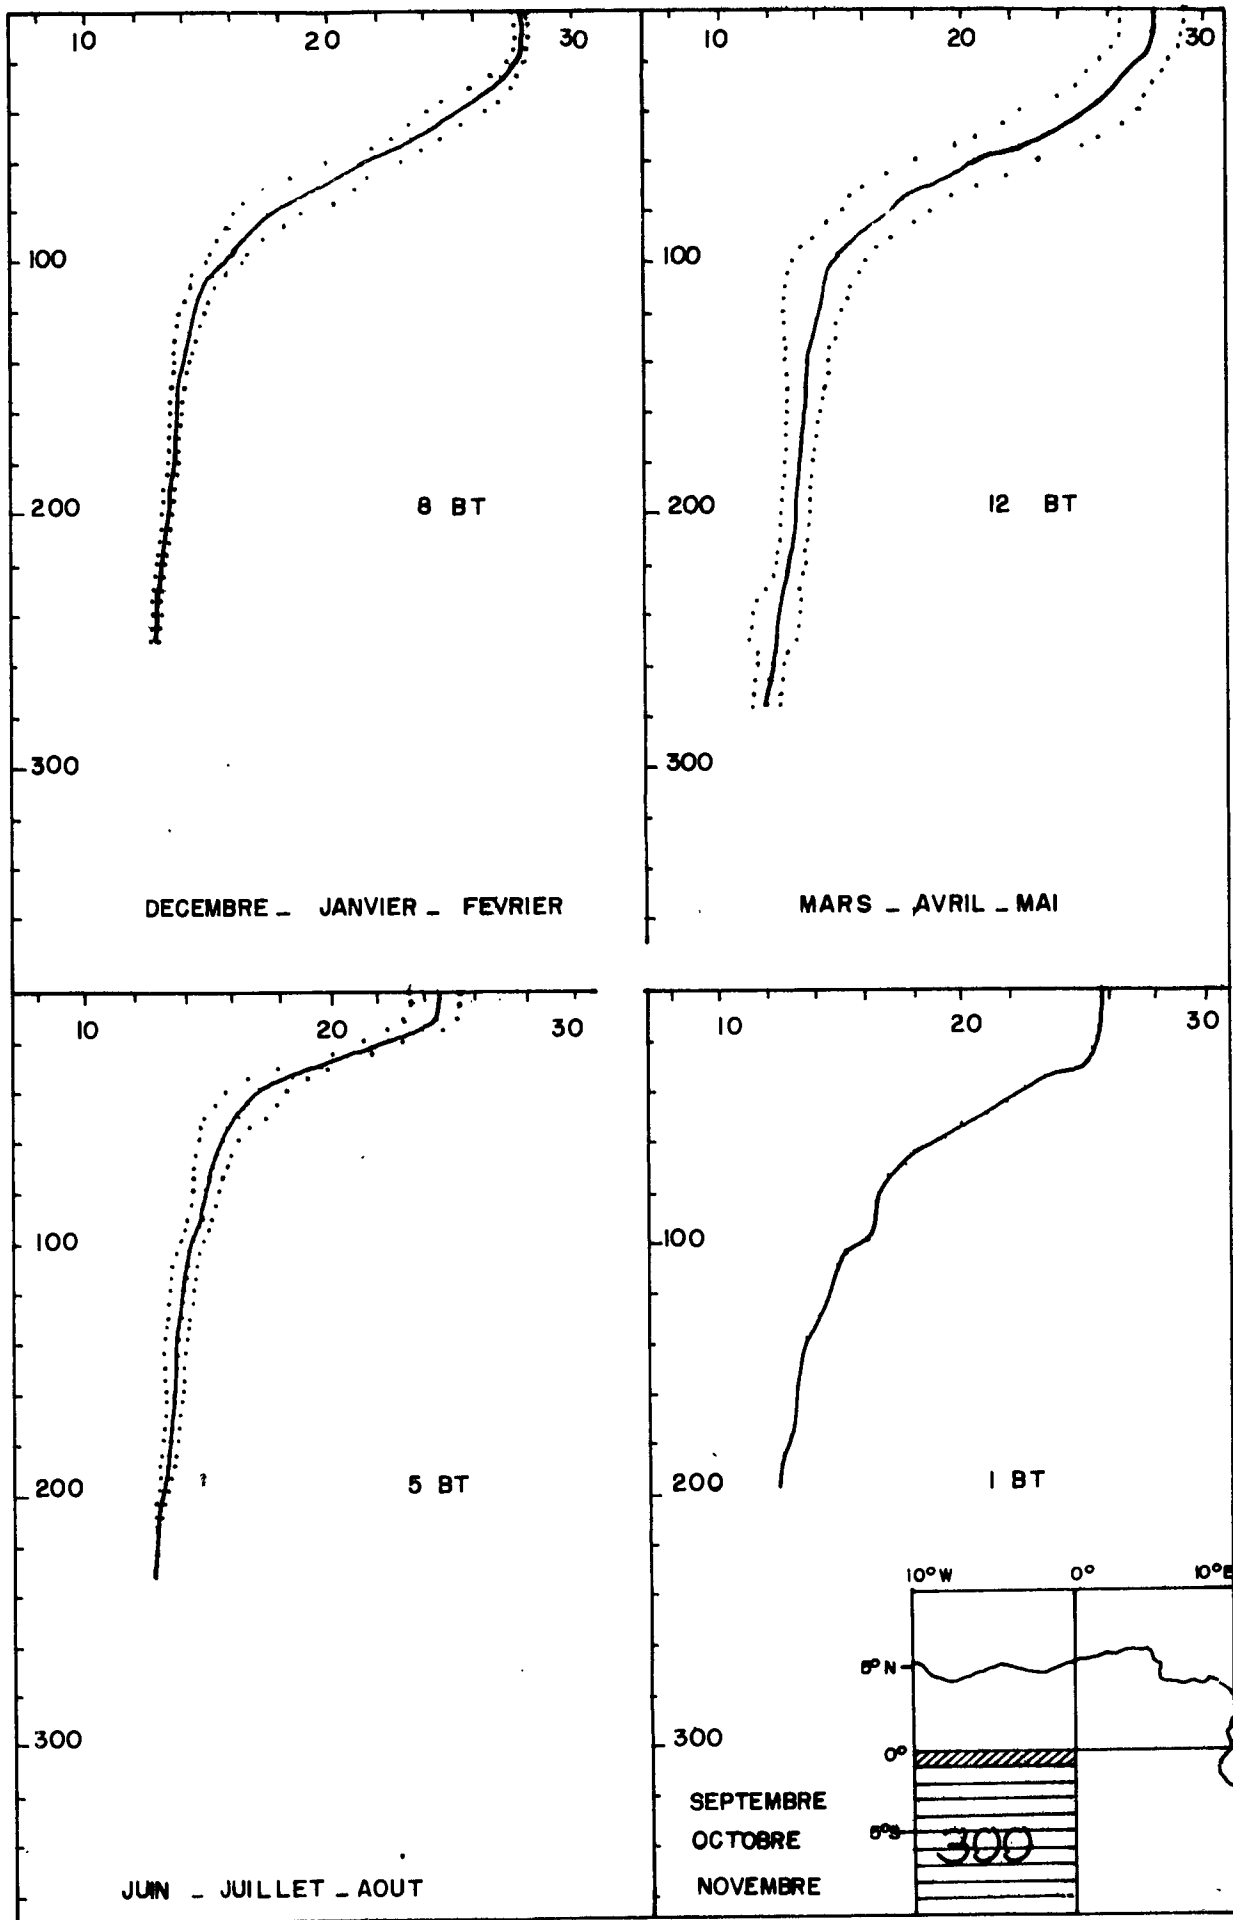 10 20 30
100
200
8 BT
300
DECEMBRE _ JANVIER _ FEVRIER
10 20 30
100
200
12 BT
300
MARS _ AVRIL _ MAI
10 20 30
100
200
?
5 BT
300
JUIN _ JUILLET _ AOUT
10 20 30
100
200
1 BT
300
SEPTEMBRE
OCTOBRE
NOVEMBRE
10° W 0° 10° E
5° N
0°
5° S
300